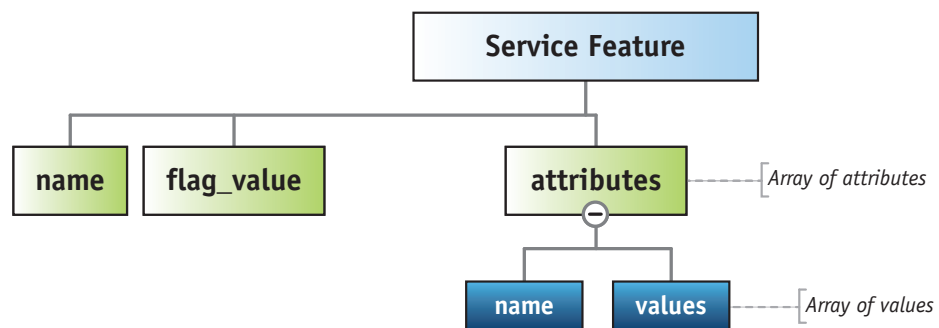 Service Feature
name
flag_value
attributes
Array of attributes
name
values
Array of values